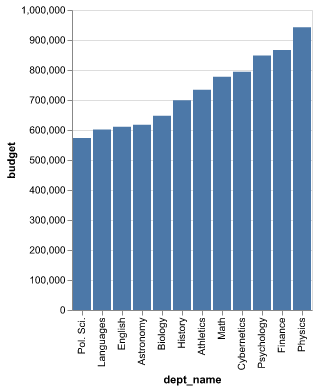 1,000,000
900,000
800,000
700,000
600,000
500,000
400,000
300,000
200,000
100,000
0
budget
Pol. Sci.
Languages
English
Astronomy
Biology
History
Athletics
Math
Cybernetics
Psychology
Finance
Physics
dept_name